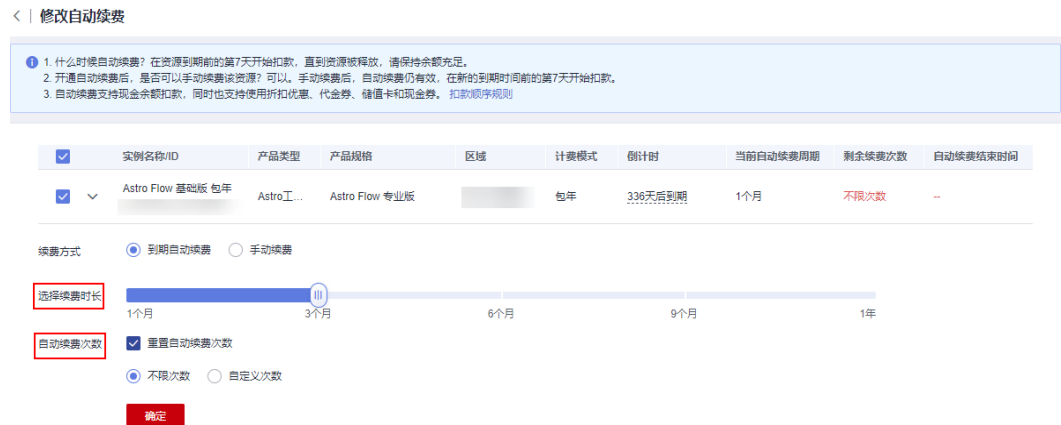 修改自动续费
1. 什么时候自动续费？在资源到期前的第7天开始扣款，直到资源被释放，请保持余额充足。
2. 开通自动续费后，是否可以手动续费该资源？可以。手动续费后，自动续费仍有效，在新的到期时间前的第7天开始扣款。
3. 自动续费支持现金余额扣款，同时也支持使用折扣优惠、代金券、储值卡和现金券。 扣款顺序规则
实例名称/ID 产品类型 产品规格 区域 计费模式 倒计时 当前自动续费周期 剩余续费次数 自动续费结束时间
Astro Flow 基础版 包年 Astro工... Astro Flow 专业版 包年 336天后到期 1个月 不限次数 --
续费方式 到期自动续费 手动续费
选择续费时长
1个月 3个月 6个月 9个月 1年
自动续费次数 重置自动续费次数
不限次数 自定义次数
确定